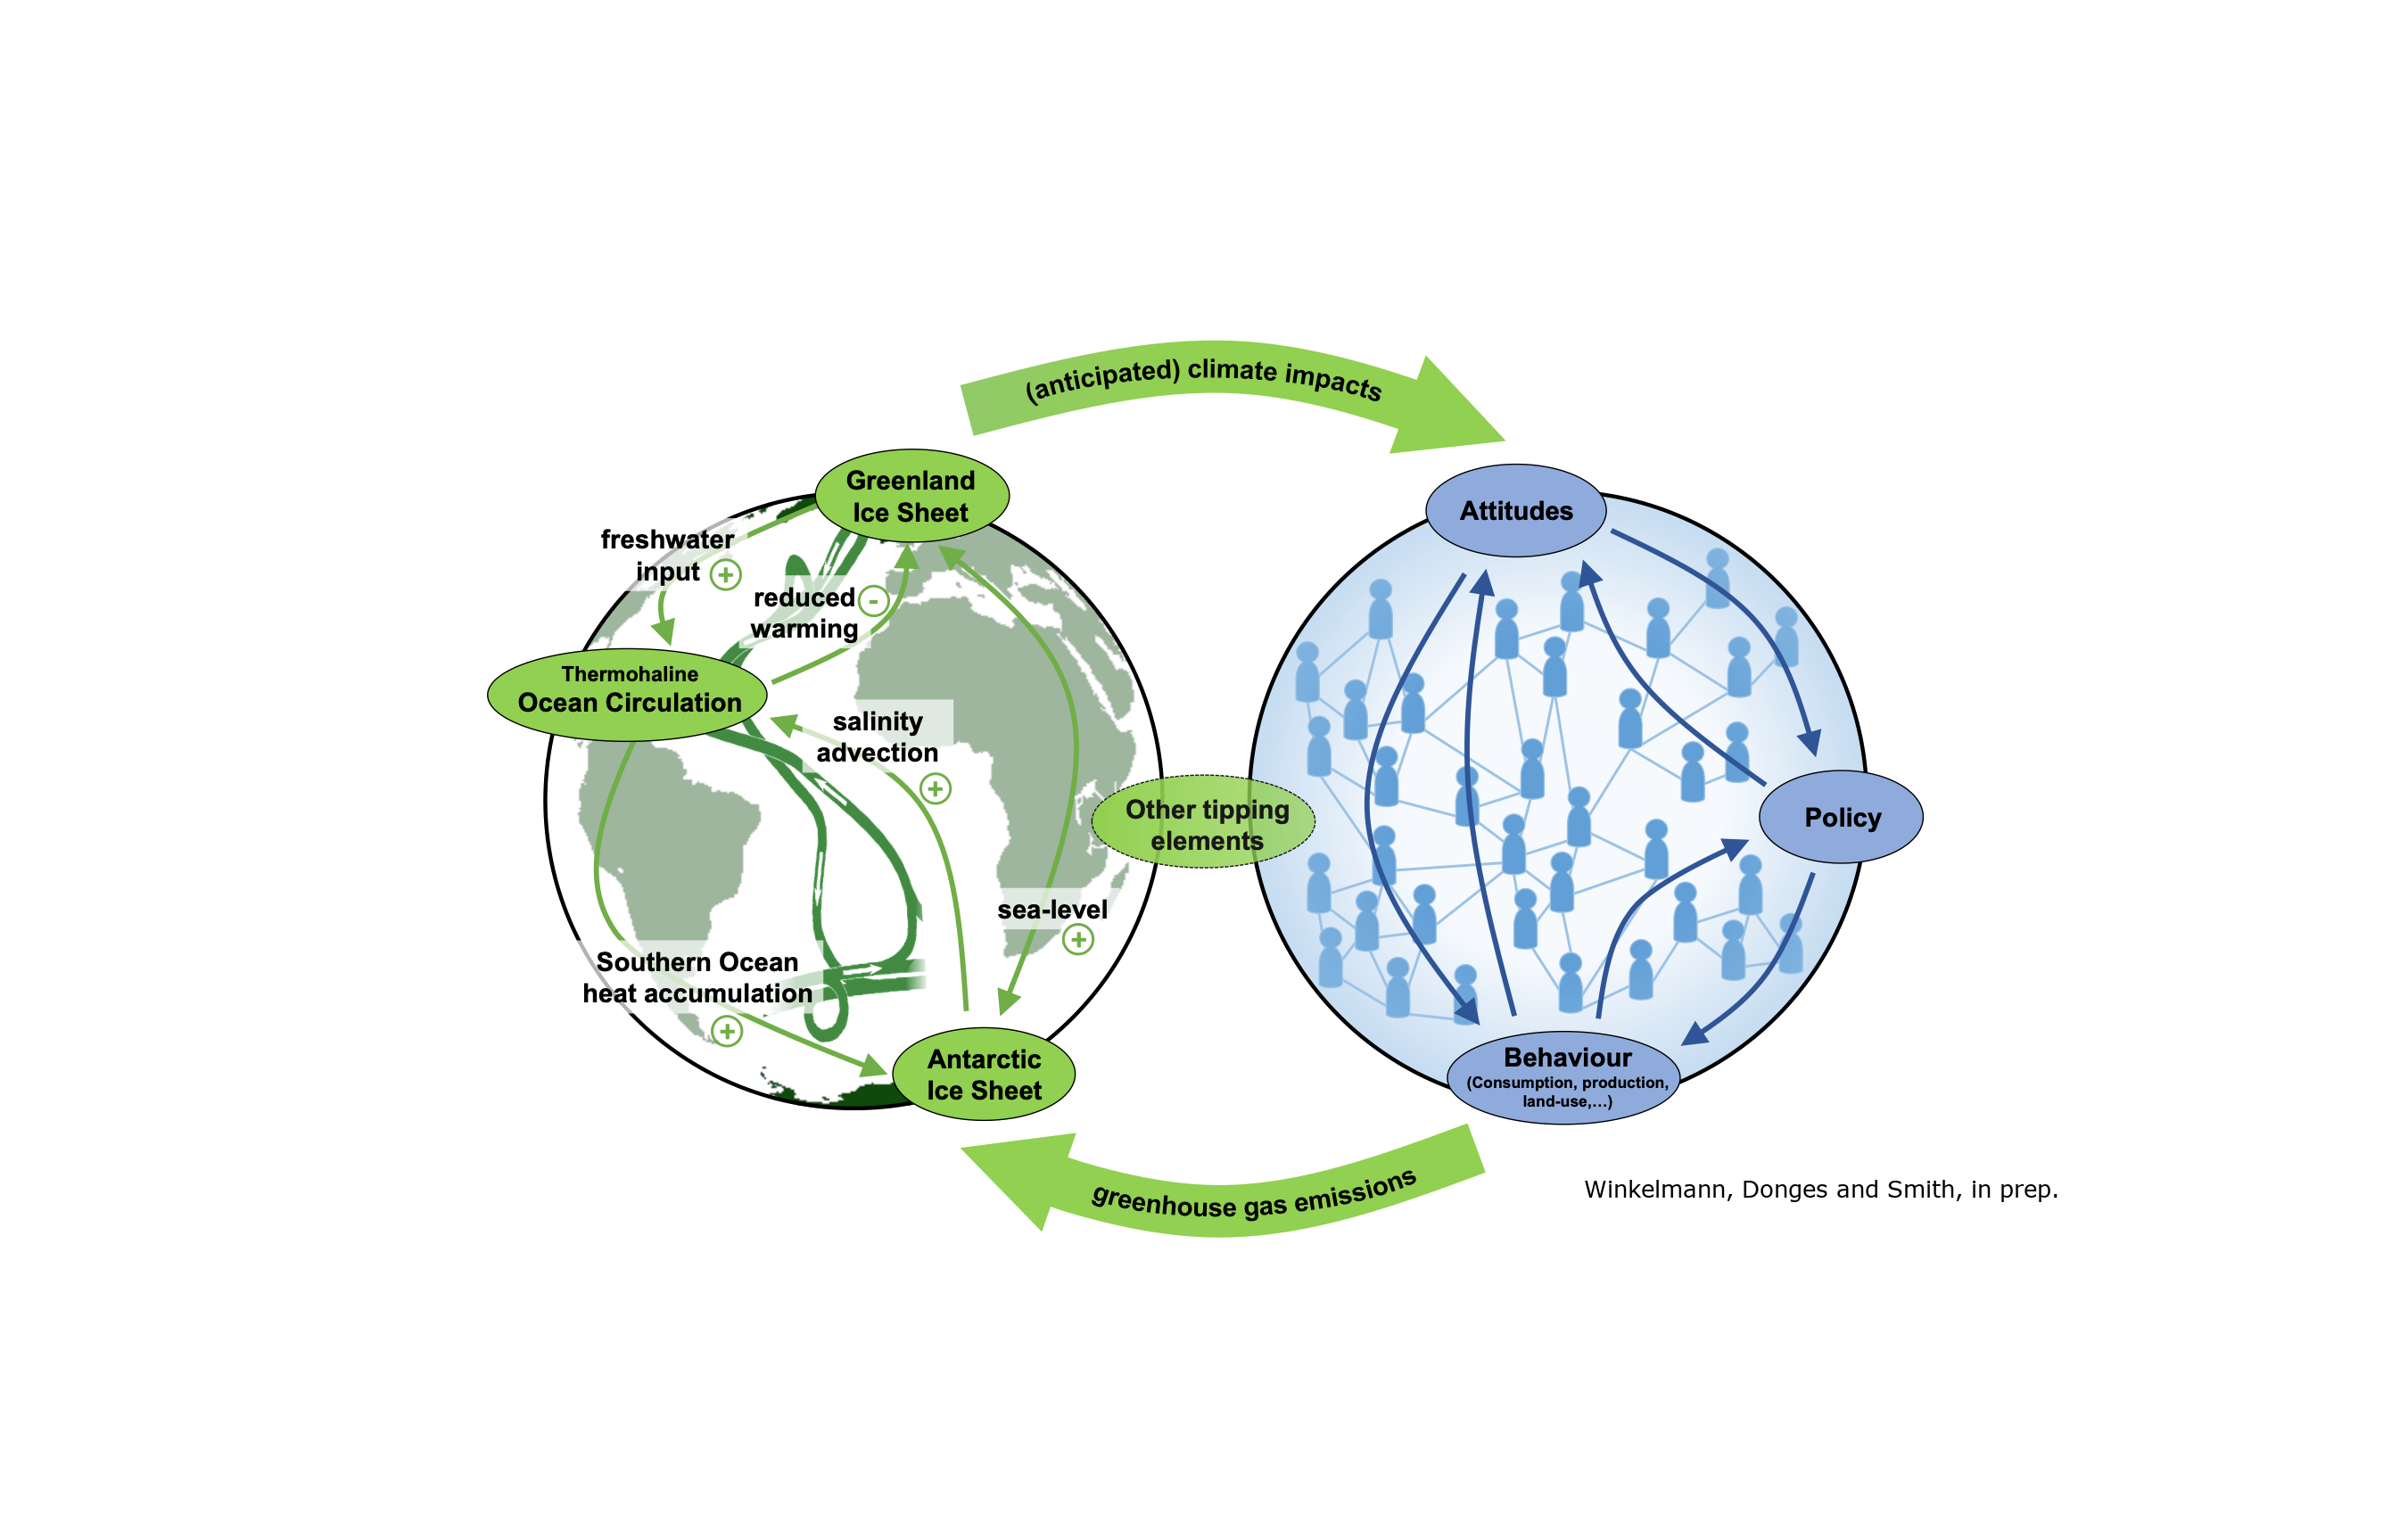 (anticipated) climate impacts
Greenland
Ice Sheet
Attitudes
freshwater
input +
reduced -
warming
Thermohaline
Ocean Circulation
salinity
advection
+
Other tipping
elements
Policy
sea-level
+
Southern Ocean
heat accumulation
+
Antarctic
Ice Sheet
Behaviour
(Consumption, production,
land-use,...)
greenhouse gas emissions
Winkelmann, Donges and Smith, in prep.